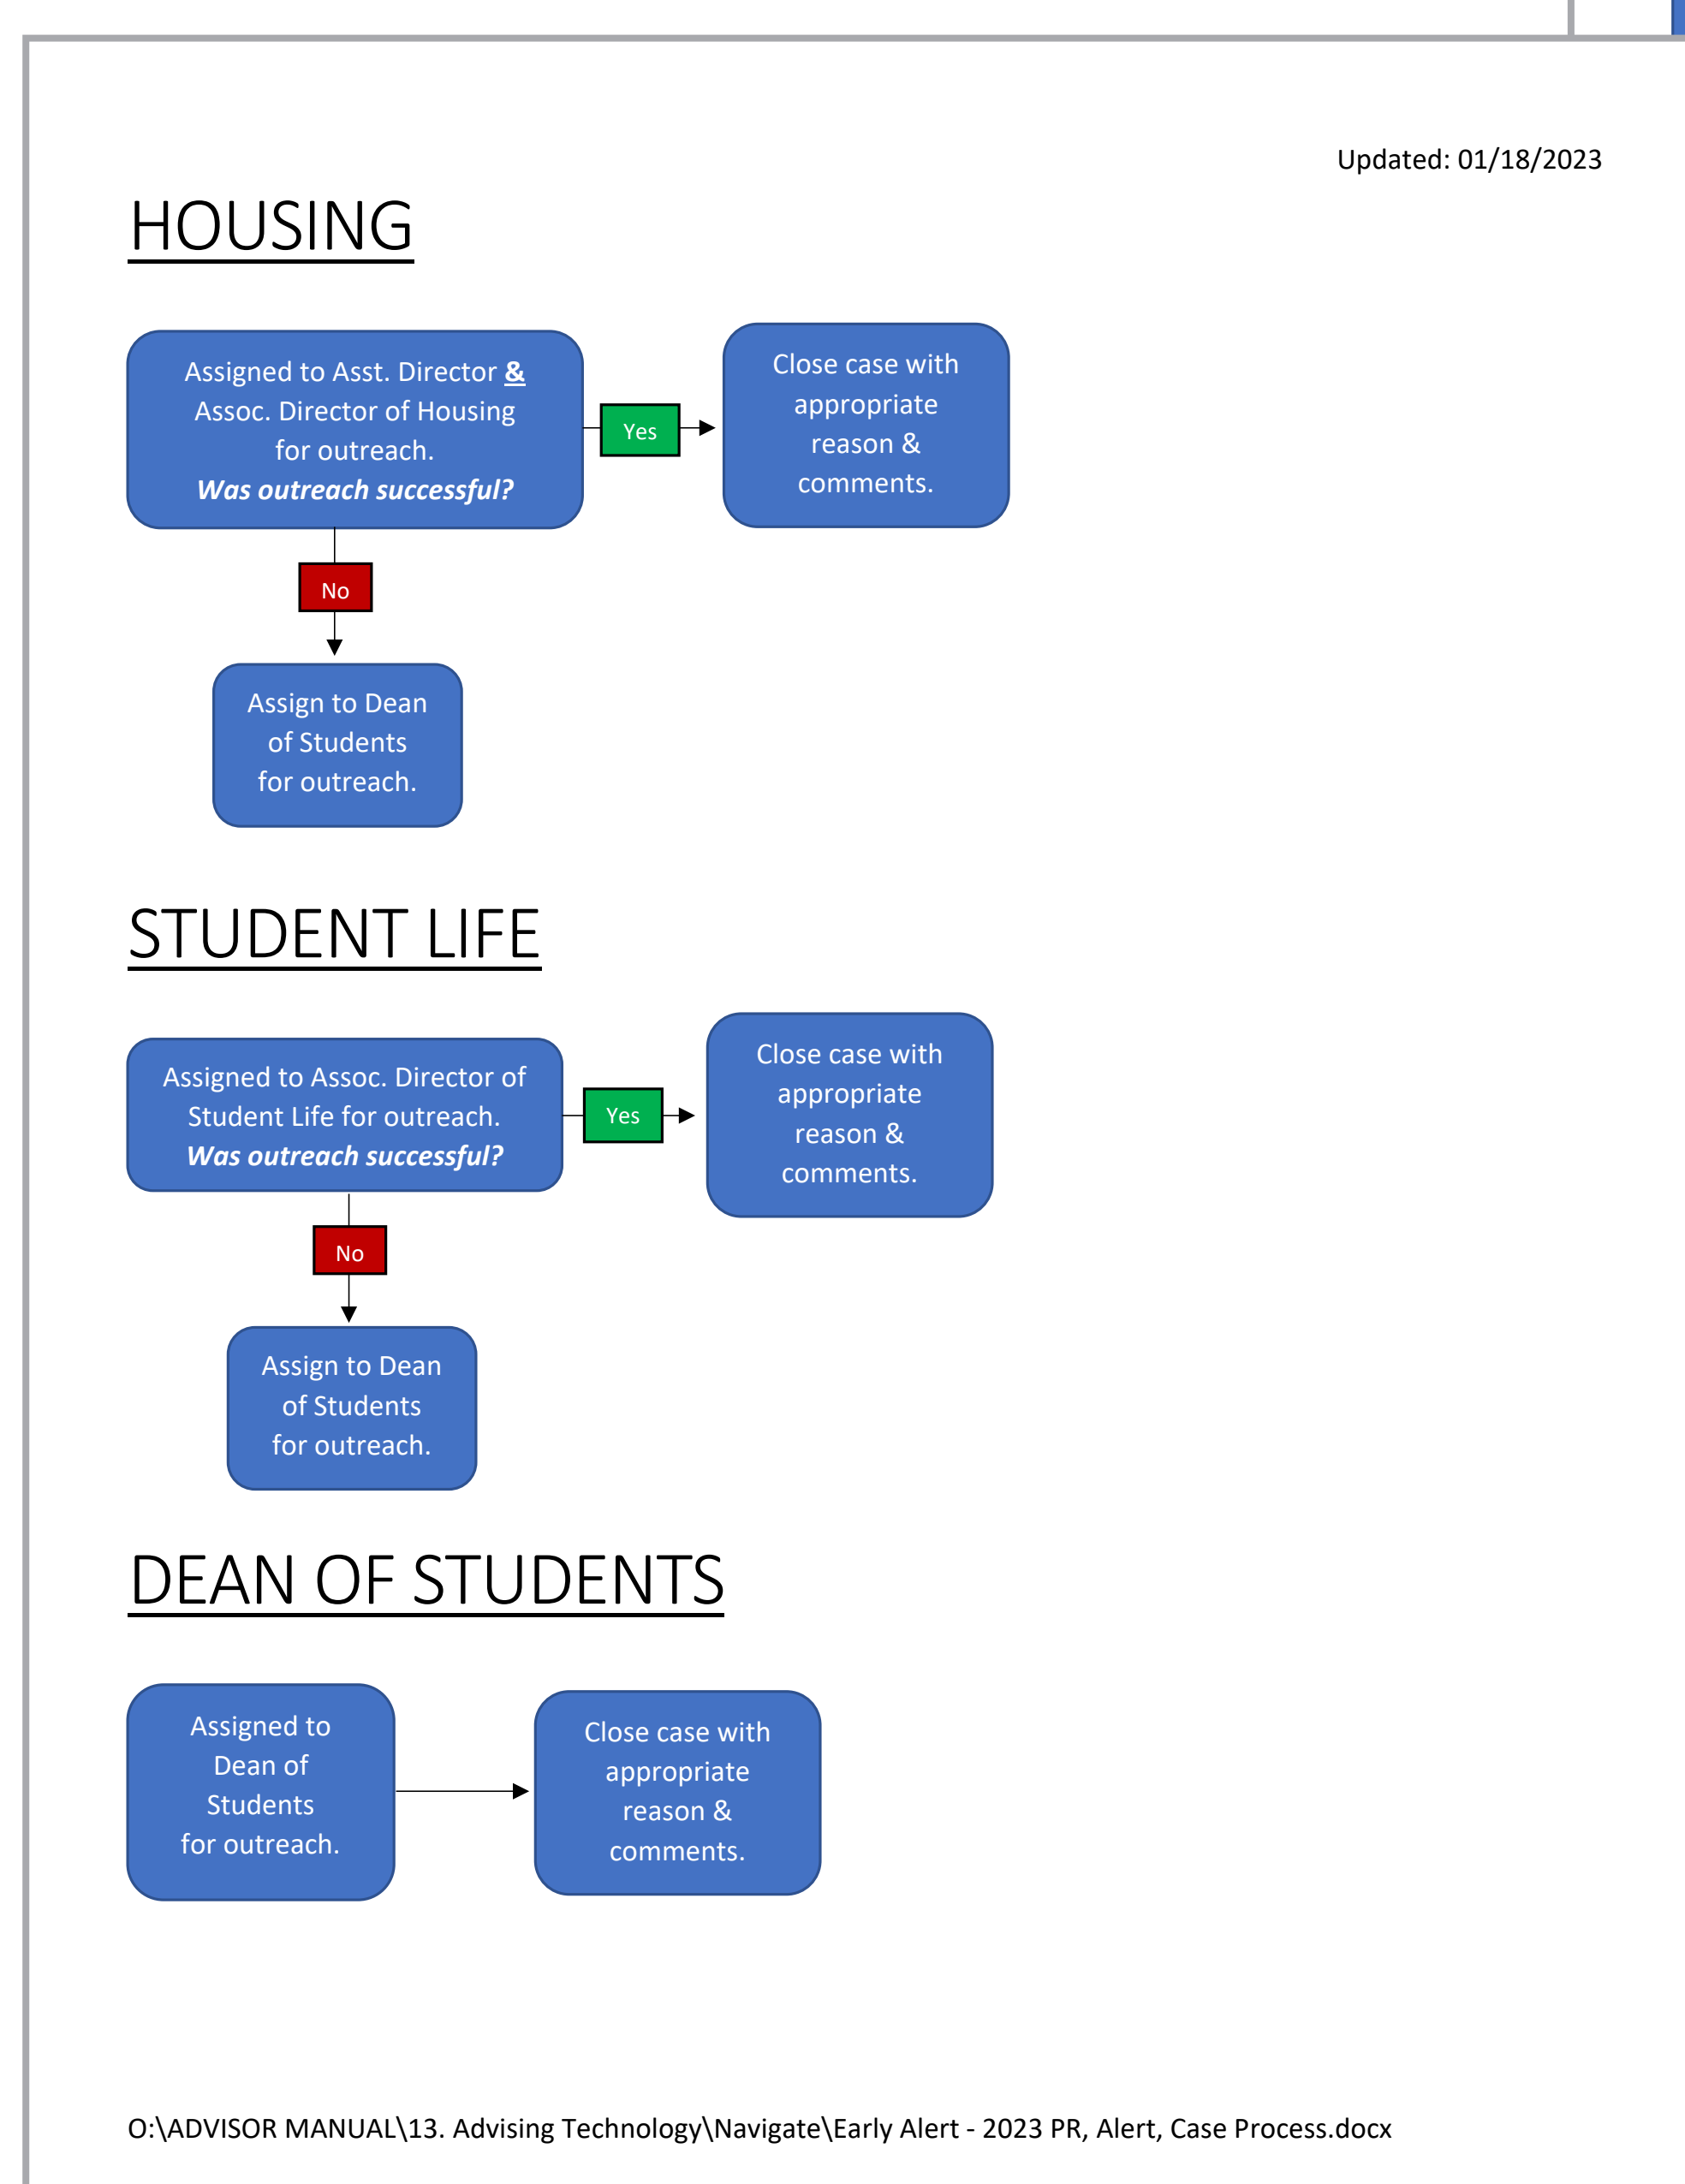 Updated: 01/18/2023
HOUSING
Assigned to Asst. Director &
Assoc. Director of Housing
for outreach.
Was outreach successful?
Yes
Close case with
appropriate
reason &
comments.
No
Assign to Dean
of Students
for outreach.
STUDENT LIFE
Assigned to Assoc. Director of
Student Life for outreach.
Was outreach successful?
Yes
Close case with
appropriate
reason &
comments.
No
Assign to Dean
of Students
for outreach.
DEAN OF STUDENTS
Assigned to
Dean of
Students
for outreach.
Close case with
appropriate
reason &
comments.
O:\ADVISOR MANUAL\13. Advising Technology\Navigate\Early Alert - 2023 PR, Alert, Case Process.docx